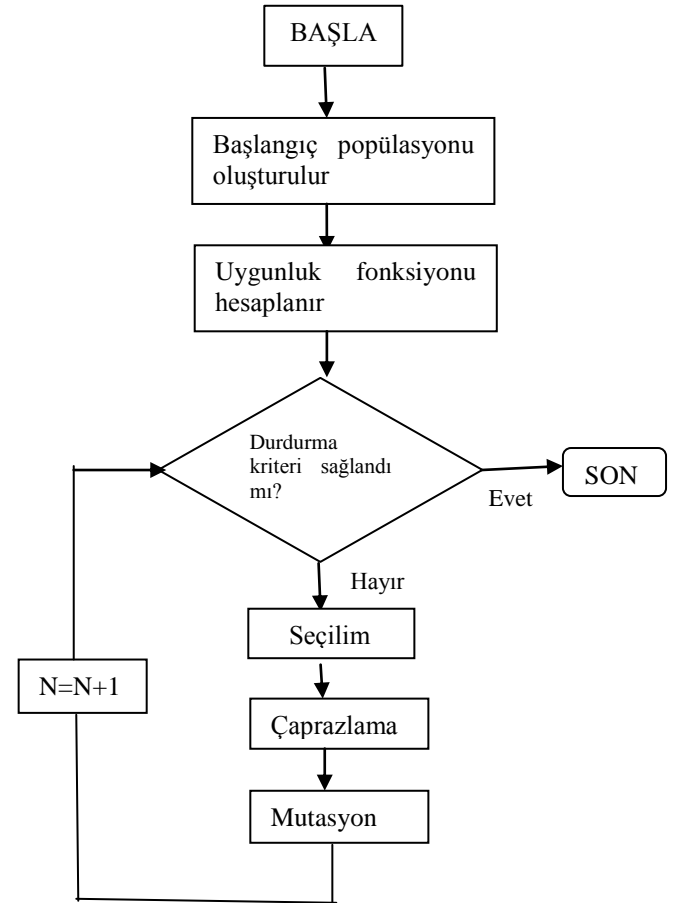 BAŞLA
Başlangıç popülasyonu
oluşturulur
Uygunluk fonksiyonu
hesaplanır
Durdurma
kriteri sağlandı
mı?
SON
Evet
Hayır
Seçilim
N=N+1
Çaprazlama
Mutasyon